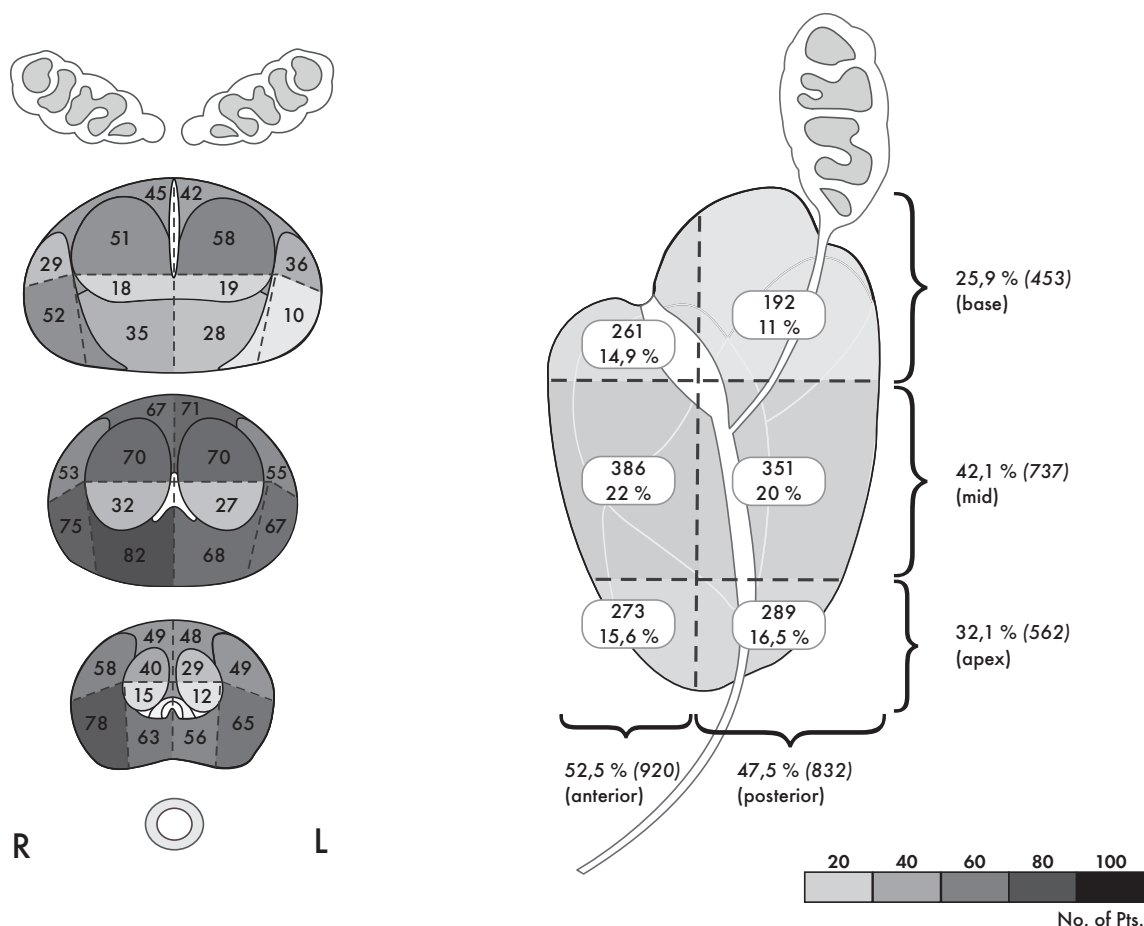 45 42
51 58
29 36
18 19
52 10
35 28
67 71
70 70
53 55
32 27
75 67
82 68
49 48
58 40 29 49
15 12
78 65
63 56
R L
192
11 %
261
14,9 %
386
22 %
351
20 %
273
15,6 %
289
16,5 %
25,9 % (453)
(base)
42,1 % (737)
(mid)
32,1 % (562)
(apex)
52,5 % (920)
(anterior)
47,5 % (832)
(posterior)
20 40 60 80 100
No. of Pts.